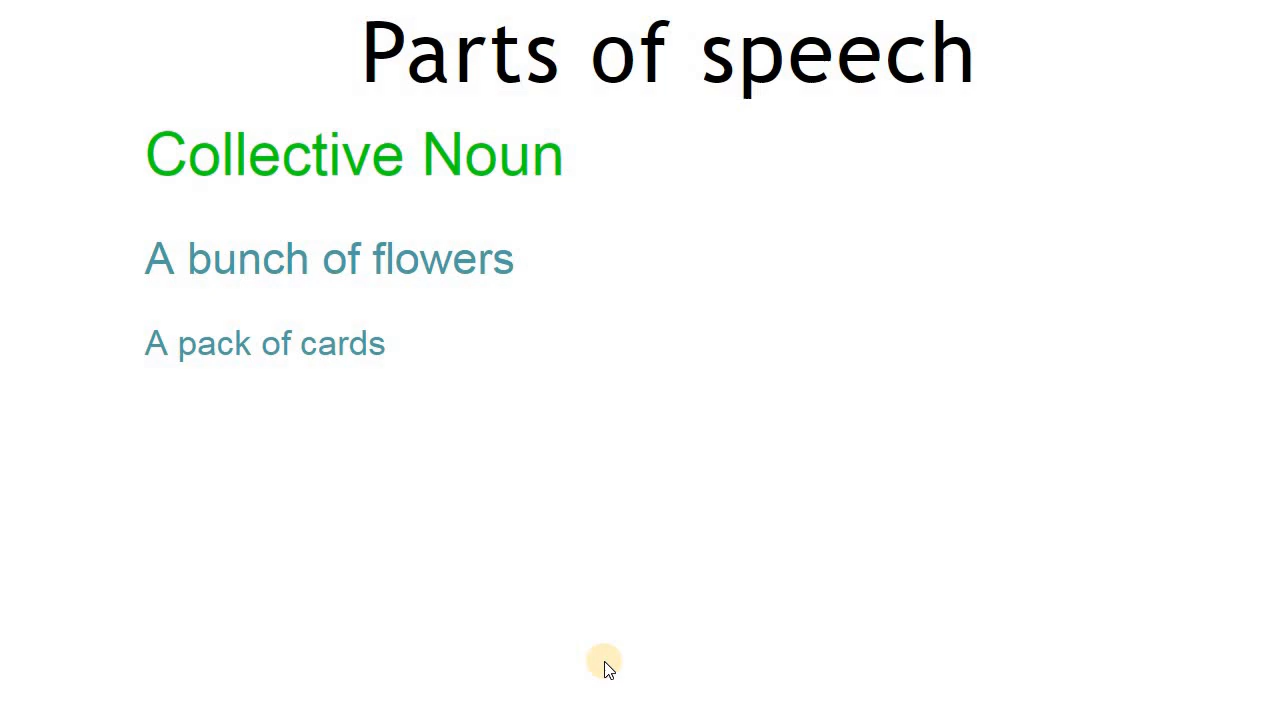 Parts of speech
Collective Noun
A bunch of flowers
A pack of cards